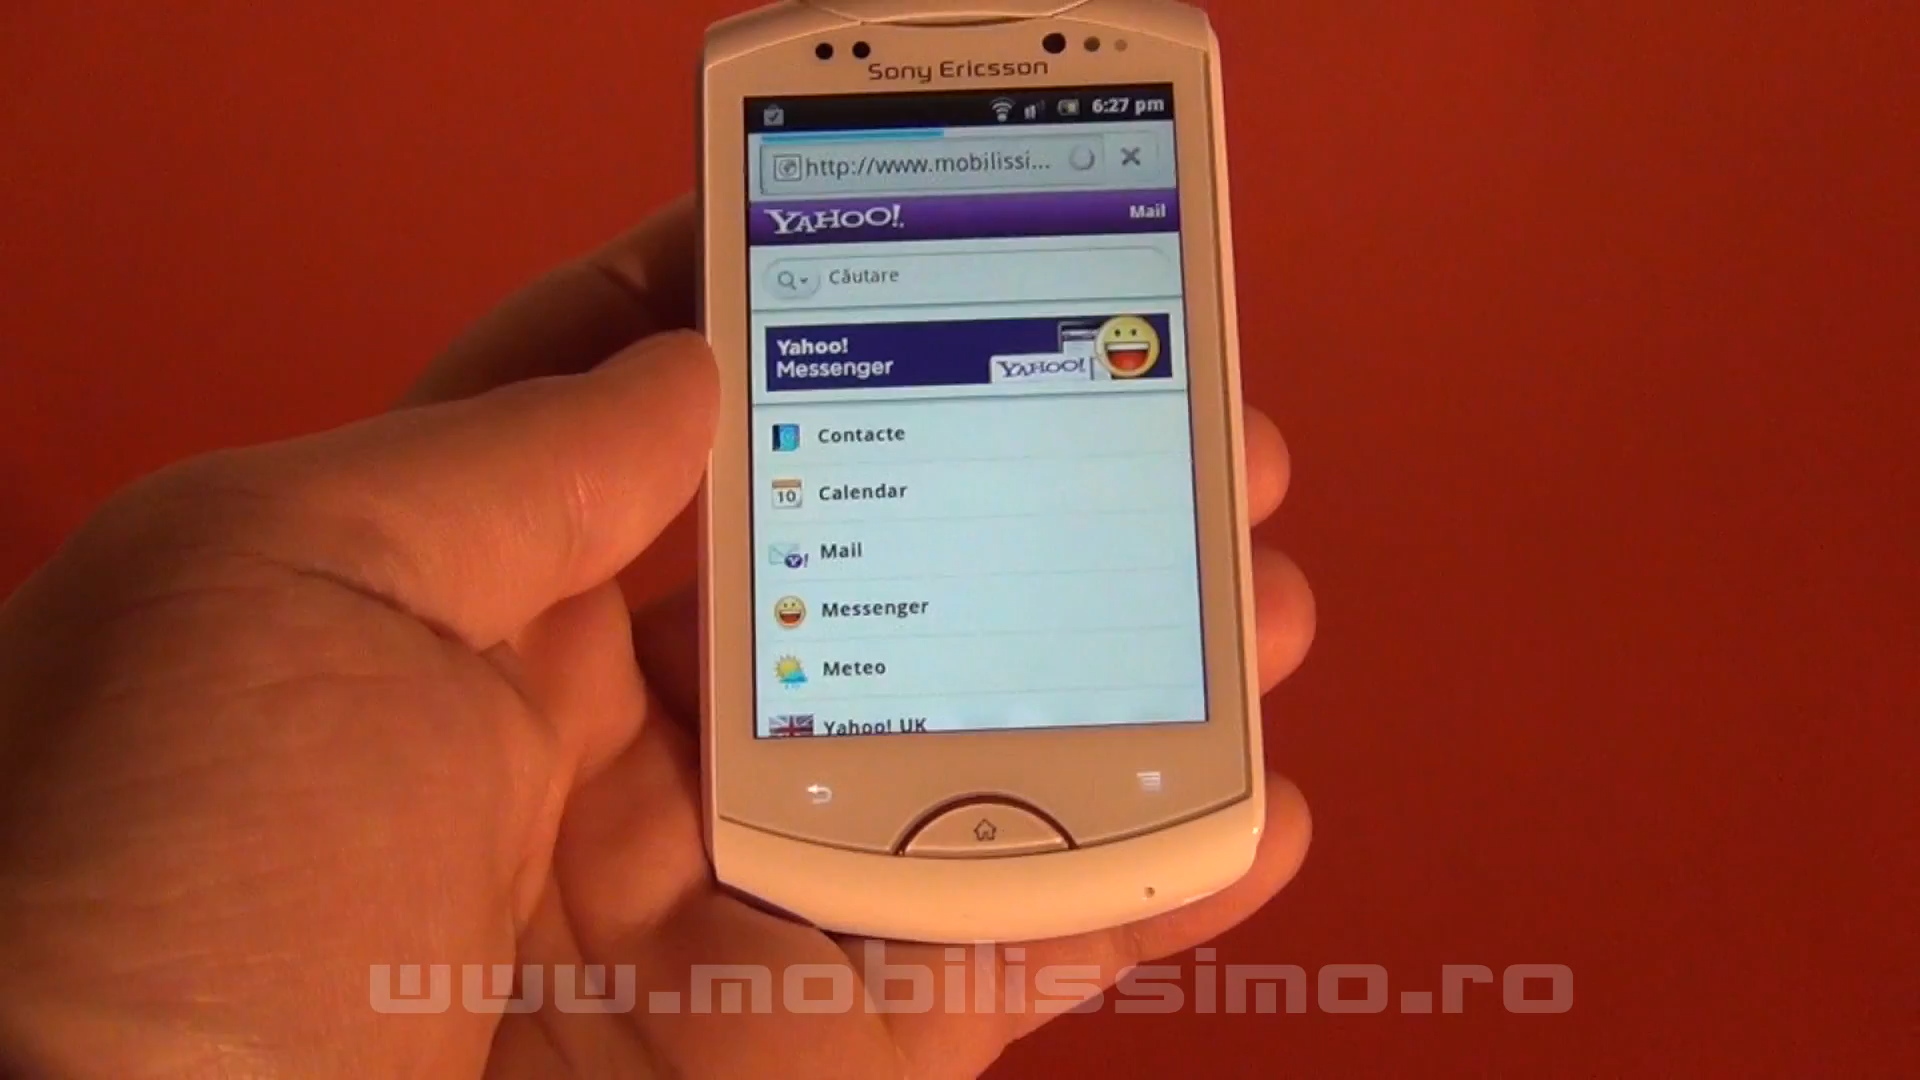 Sony Ericsson
6:27 pm
http://www.mobilissi...
YAHOO!
Mail
Căutare
Yahoo!
Messenger
YAHOO!
Contacte
10
Calendar
Y!
Mail
Messenger
Meteo
Yahoo! UK
www.mobilissimo.ro